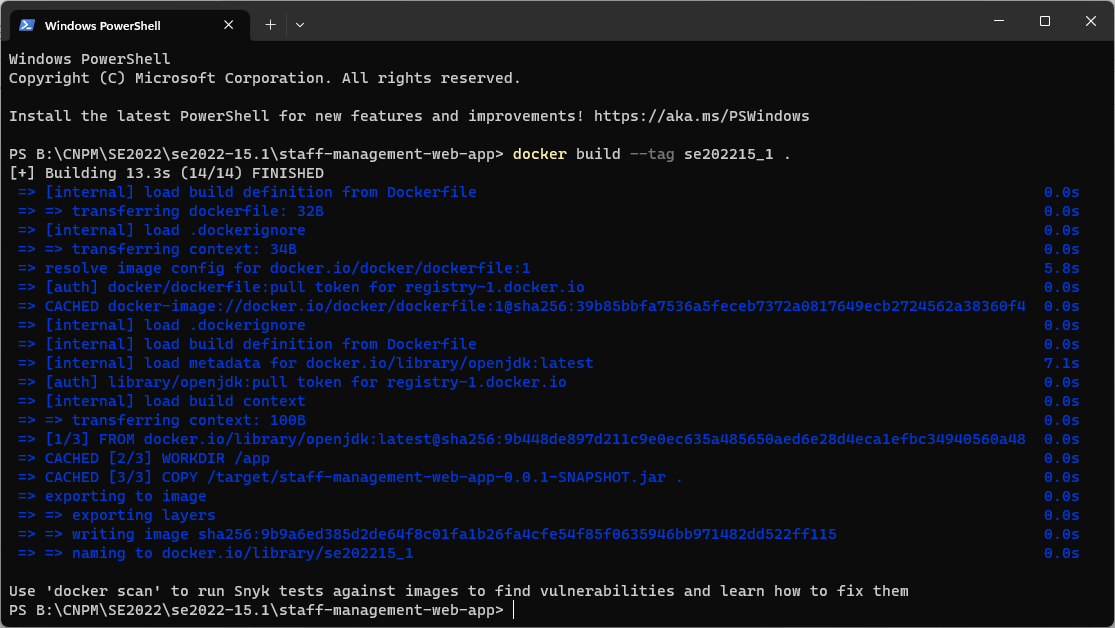 Windows PowerShell
Windows PowerShell
Copyright (C) Microsoft Corporation. All rights reserved.
Install the latest PowerShell for new features and improvements! https://aka.ms/PSWindows
PS B:\CNPM\SE2022\se2022-15.1\staff-management-web-app> docker build --tag se202215_1 .
[+] Building 13.3s (14/14) FINISHED
=> [internal] load build definition from Dockerfile 0.0s
=> => transferring dockerfile: 32B 0.0s
=> [internal] load .dockerignore 0.0s
=> => transferring context: 34B 0.0s
=> resolve image config for docker.io/docker/dockerfile:1 5.8s
=> [auth] docker/dockerfile:pull token for registry-1.docker.io 0.0s
=> CACHED docker-image://docker.io/docker/dockerfile:1@sha256:39b85bbfa7536a5feceb7372a0817649ecb2724562a38360f4 0.0s
=> [internal] load .dockerignore 0.0s
=> [internal] load build definition from Dockerfile 0.0s
=> [internal] load metadata for docker.io/library/openjdk:latest 7.1s
=> [auth] library/openjdk:pull token for registry-1.docker.io 0.0s
=> [internal] load build context 0.0s
=> => transferring context: 100B 0.0s
=> [1/3] FROM docker.io/library/openjdk:latest@sha256:9b448de897d211c9e0ec635a485650aed6e28d4eca1efbc34940560a48 0.0s
=> CACHED [2/3] WORKDIR /app 0.0s
=> CACHED [3/3] COPY /target/staff-management-web-app-0.0.1-SNAPSHOT.jar . 0.0s
=> exporting to image 0.0s
=> => exporting layers 0.0s
=> => writing image sha256:9b9a6ed385d2de64f8c01fa1b26fa4cfe54f85f0635946bb971482dd522ff115 0.0s
=> => naming to docker.io/library/se202215_1 0.0s
Use 'docker scan' to run Snyk tests against images to find vulnerabilities and learn how to fix them
PS B:\CNPM\SE2022\se2022-15.1\staff-management-web-app>